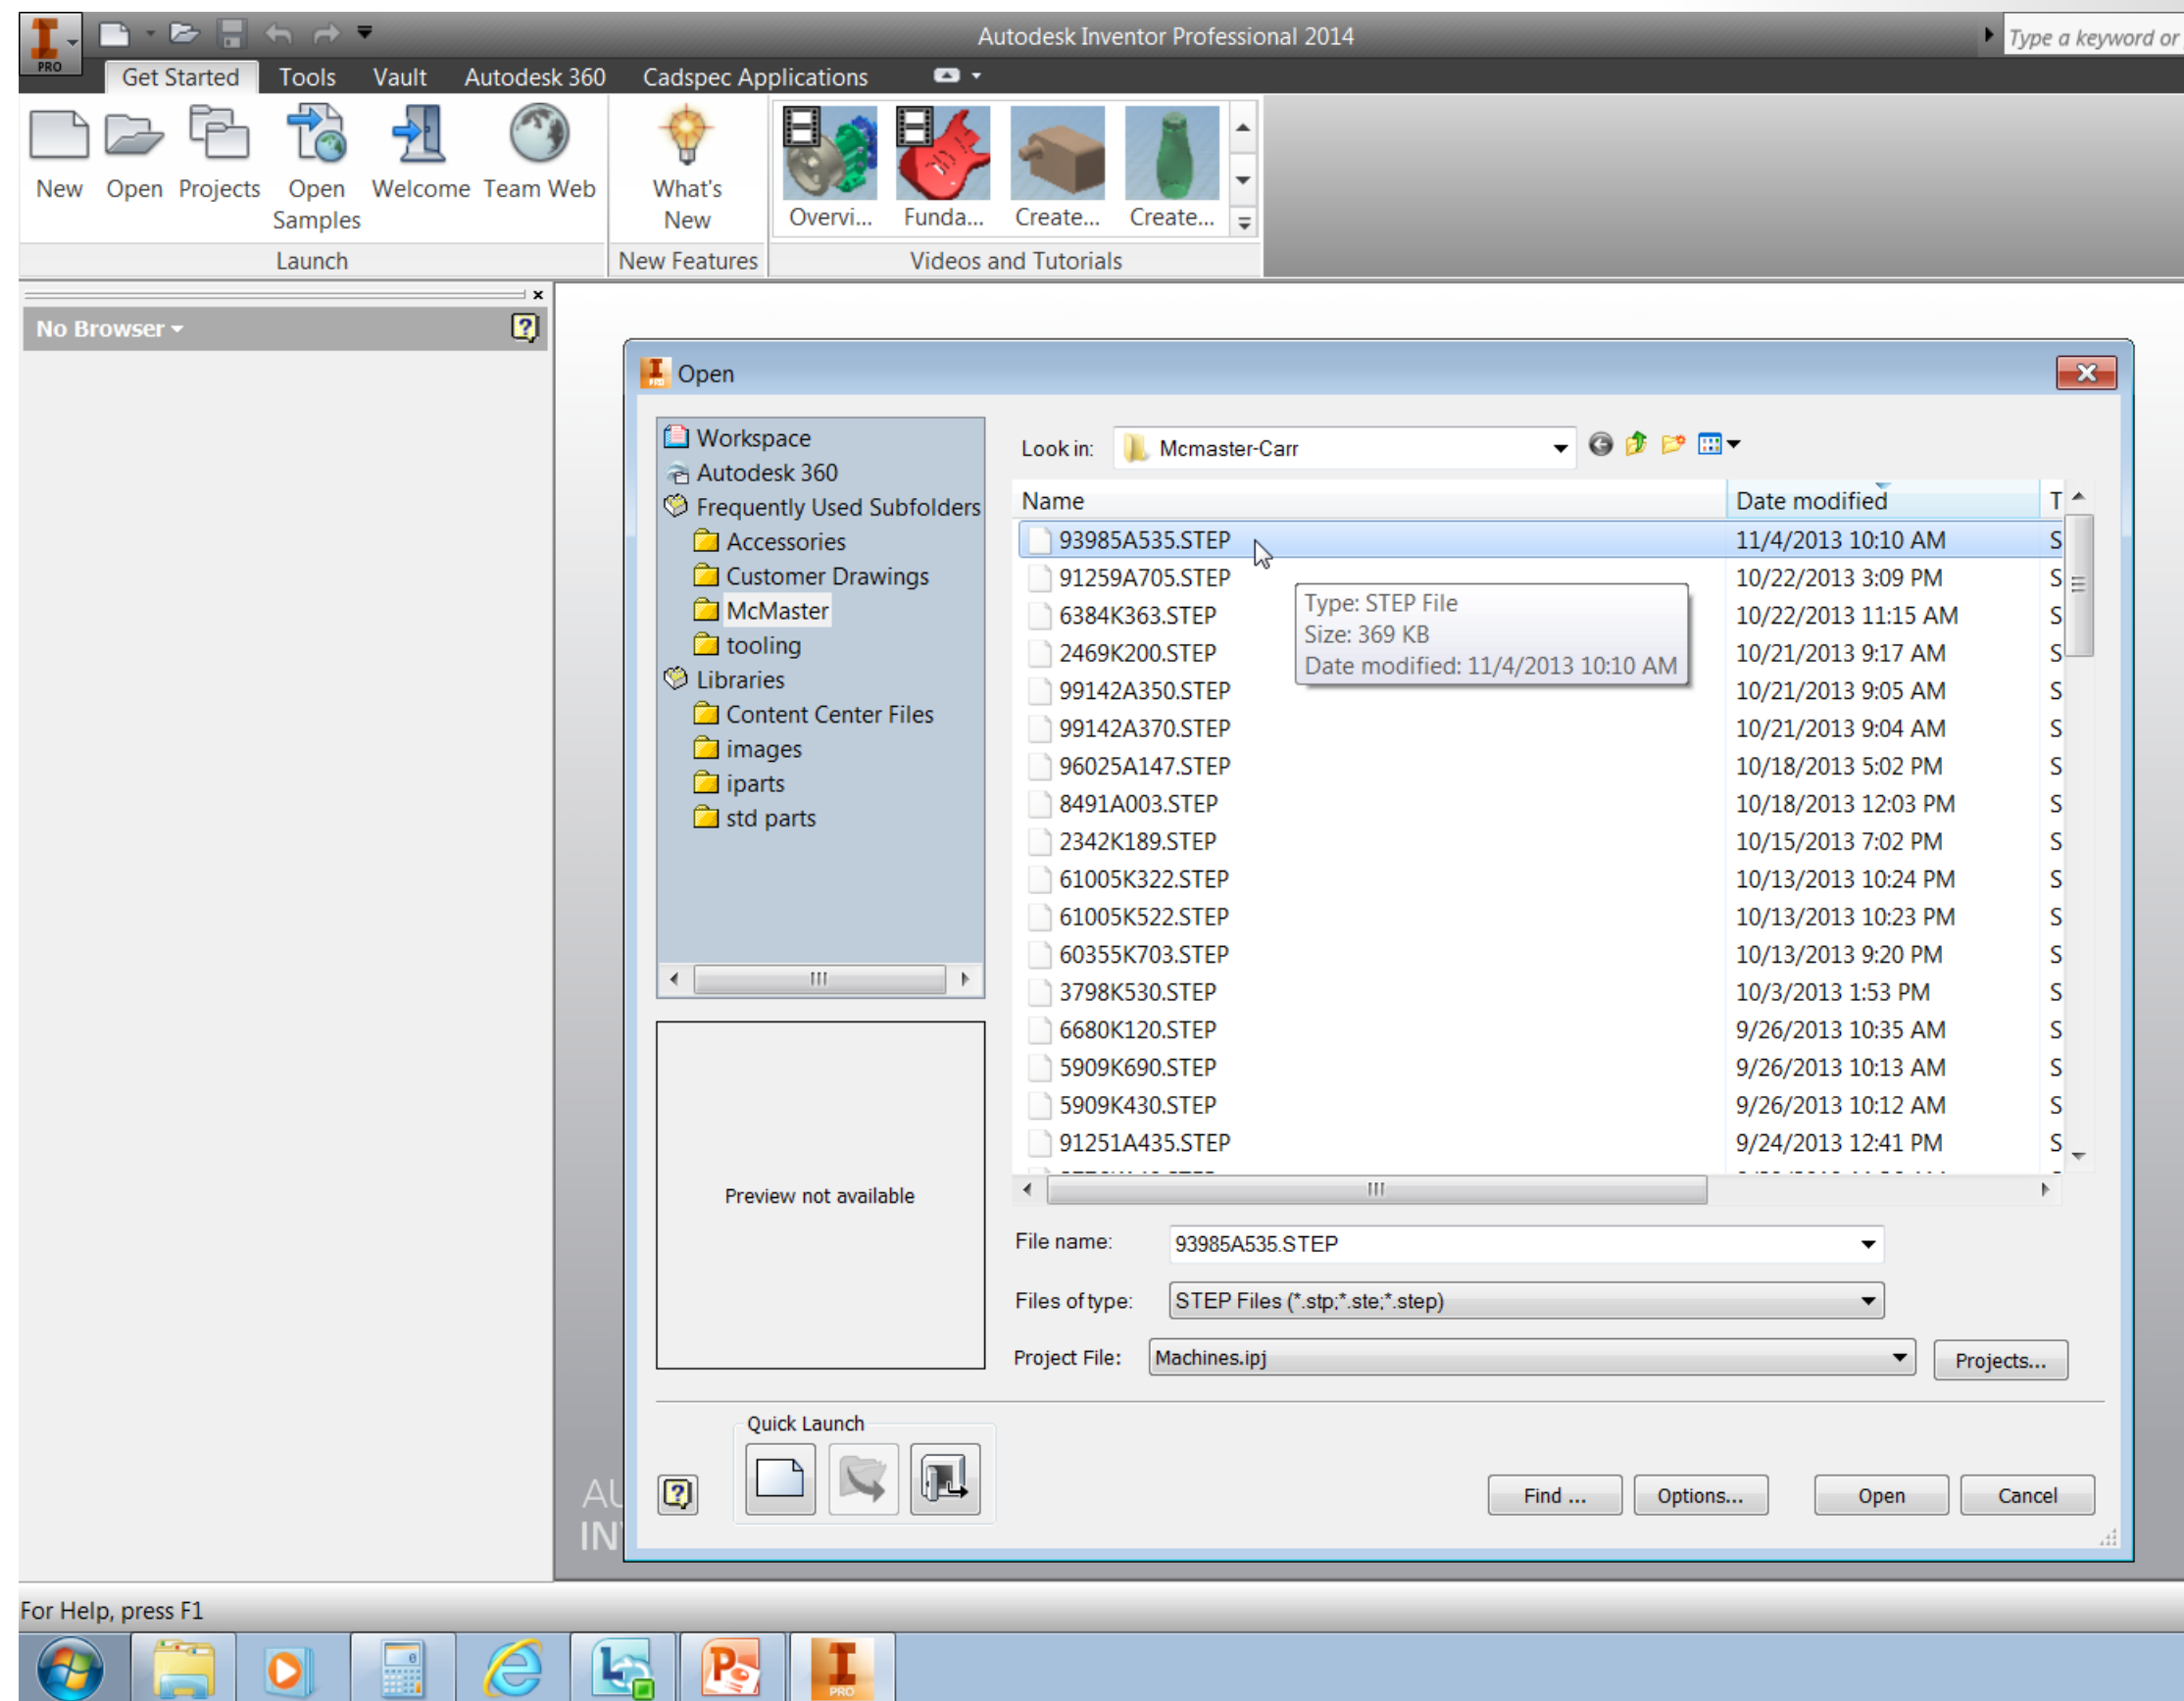 Autodesk Inventor Professional 2014
Type a keyword or
PRO
Get Started Tools Vault Autodesk 360 Cadspec Applications
New Open Projects Open Samples Welcome Team Web What's New Overvi... Funda... Create... Create...
Launch New Features Videos and Tutorials
No Browser
Open
Workspace
Autodesk 360
Frequently Used Subfolders
Accessories
Customer Drawings
McMaster
tooling
Libraries
Content Center Files
images
iparts
std parts
Preview not available
Look in: Mcmaster-Carr
Name Date modified T
93985A535.STEP 11/4/2013 10:10 AM S
91259A705.STEP 10/22/2013 3:09 PM S
6384K363.STEP 10/22/2013 11:15 AM S
2469K200.STEP 10/21/2013 9:17 AM S
99142A350.STEP 10/21/2013 9:05 AM S
99142A370.STEP 10/21/2013 9:04 AM S
96025A147.STEP 10/18/2013 5:02 PM S
8491A003.STEP 10/18/2013 12:03 PM S
2342K189.STEP 10/15/2013 7:02 PM S
61005K322.STEP 10/13/2013 10:24 PM S
61005K522.STEP 10/13/2013 10:23 PM S
60355K703.STEP 10/13/2013 9:20 PM S
3798K530.STEP 10/3/2013 1:53 PM S
6680K120.STEP 9/26/2013 10:35 AM S
5909K690.STEP 9/26/2013 10:13 AM S
5909K430.STEP 9/26/2013 10:12 AM S
91251A435.STEP 9/24/2013 12:41 PM S
Type: STEP File
Size: 369 KB
Date modified: 11/4/2013 10:10 AM
File name: 93985A535.STEP
Files of type: STEP Files (*.stp;*.ste;*.step)
Project File: Machines.ipj Projects...
Quick Launch
Find ... Options... Open Cancel
AU
IN
For Help, press F1
PRO